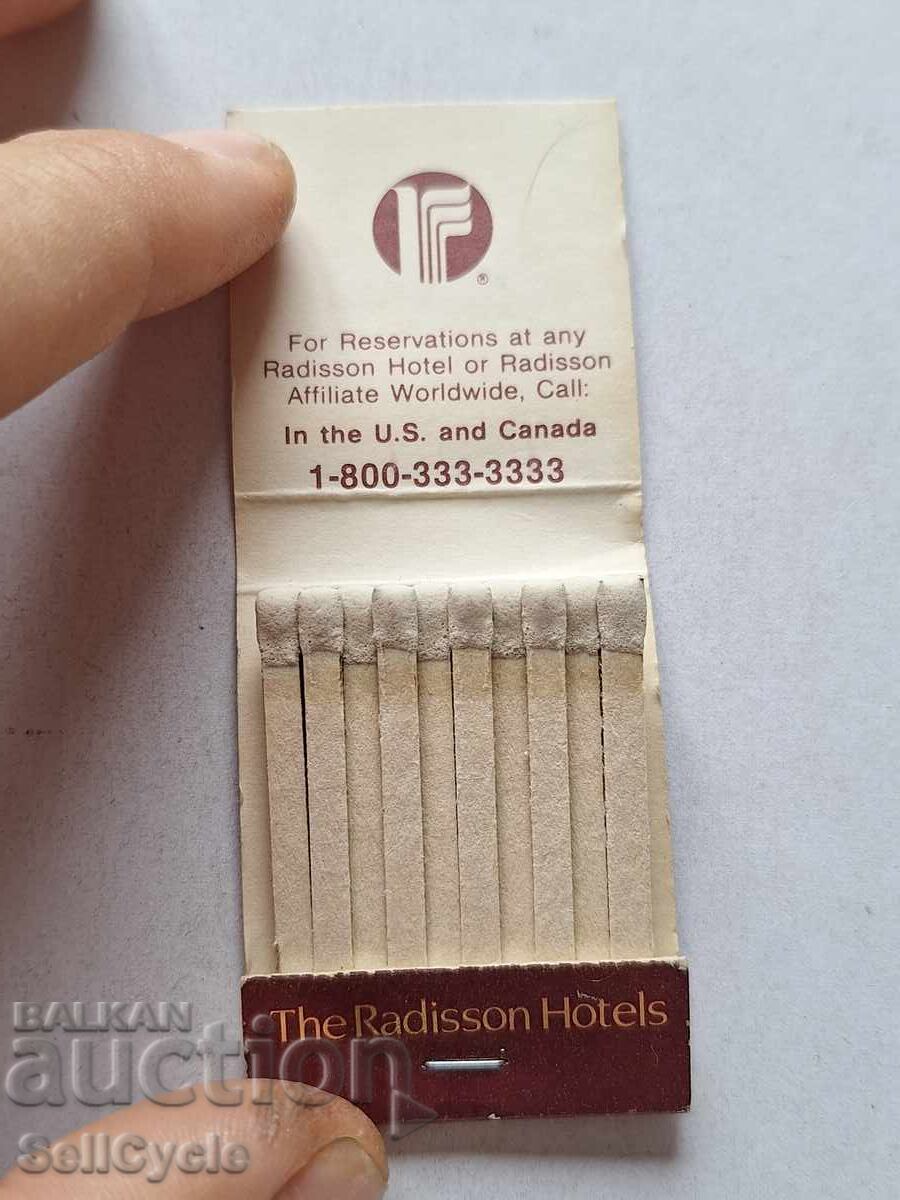 ®
For Reservations at any
Radisson Hotel or Radisson
Affiliate Worldwide, Call:
In the U.S. and Canada
1-800-333-3333
The Radisson Hotels
BALKAN
auction
SellCycle